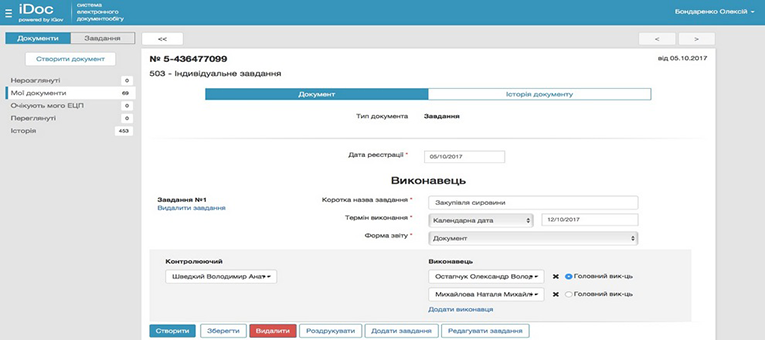 iDoc
powered by iGov
система
електронного
документообігу
Бондаренко Олексій
Документи Завдання
<< < >
Створити документ
№ 5-436477099 від 05.10.2017
503 - Індивідуальне завдання
Нерозглянуті 0
Мої документи 69
Очікують мого ЕЦП 0
Переглянуті 0
Історія 453
Документ Історія документу
Тип документа Завдання
Дата реєстрації * 05/10/2017
Виконавець
Завдання №1
Видалити завдання
Коротка назва завдання * Закупівля сировини
Термін виконання * Календарна дата 12/10/2017
Форма звіту * Документ
Контролюючий Виконавець
Шведкий Володимир Анат Остапчук Олександр Волод ✖ Головний вик-ць
Михайлова Наталя Михайл ✖ Головний вик-ць
Додати виконавця
Створити Зберегти Видалити Роздрукувати Додати завдання Редагувати завдання